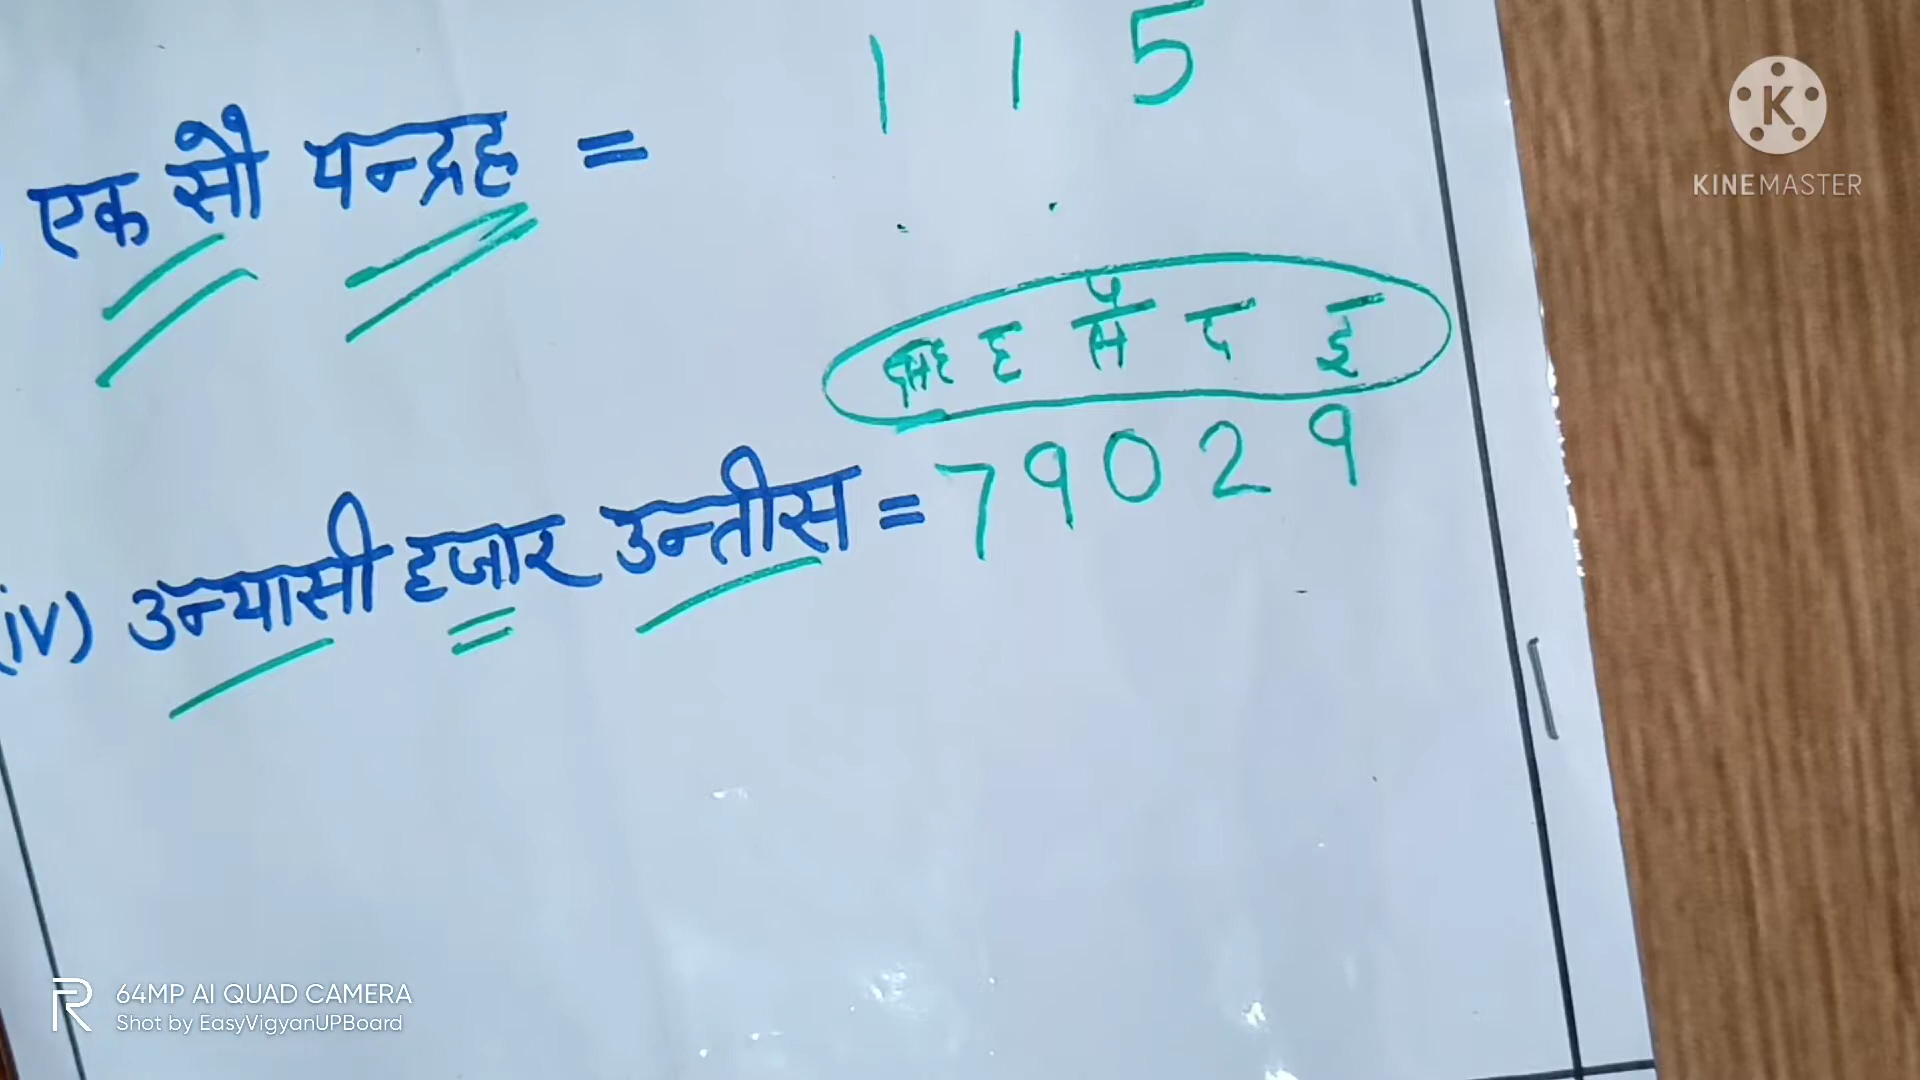 एक सौ पन्द्रह = 115
ह सै द इ
(iv) उन्यासी हजार उन्तीस = 79029
K
KINEMASTER
R 64MP AI QUAD CAMERA
Shot by EasyVigyanUPBoard